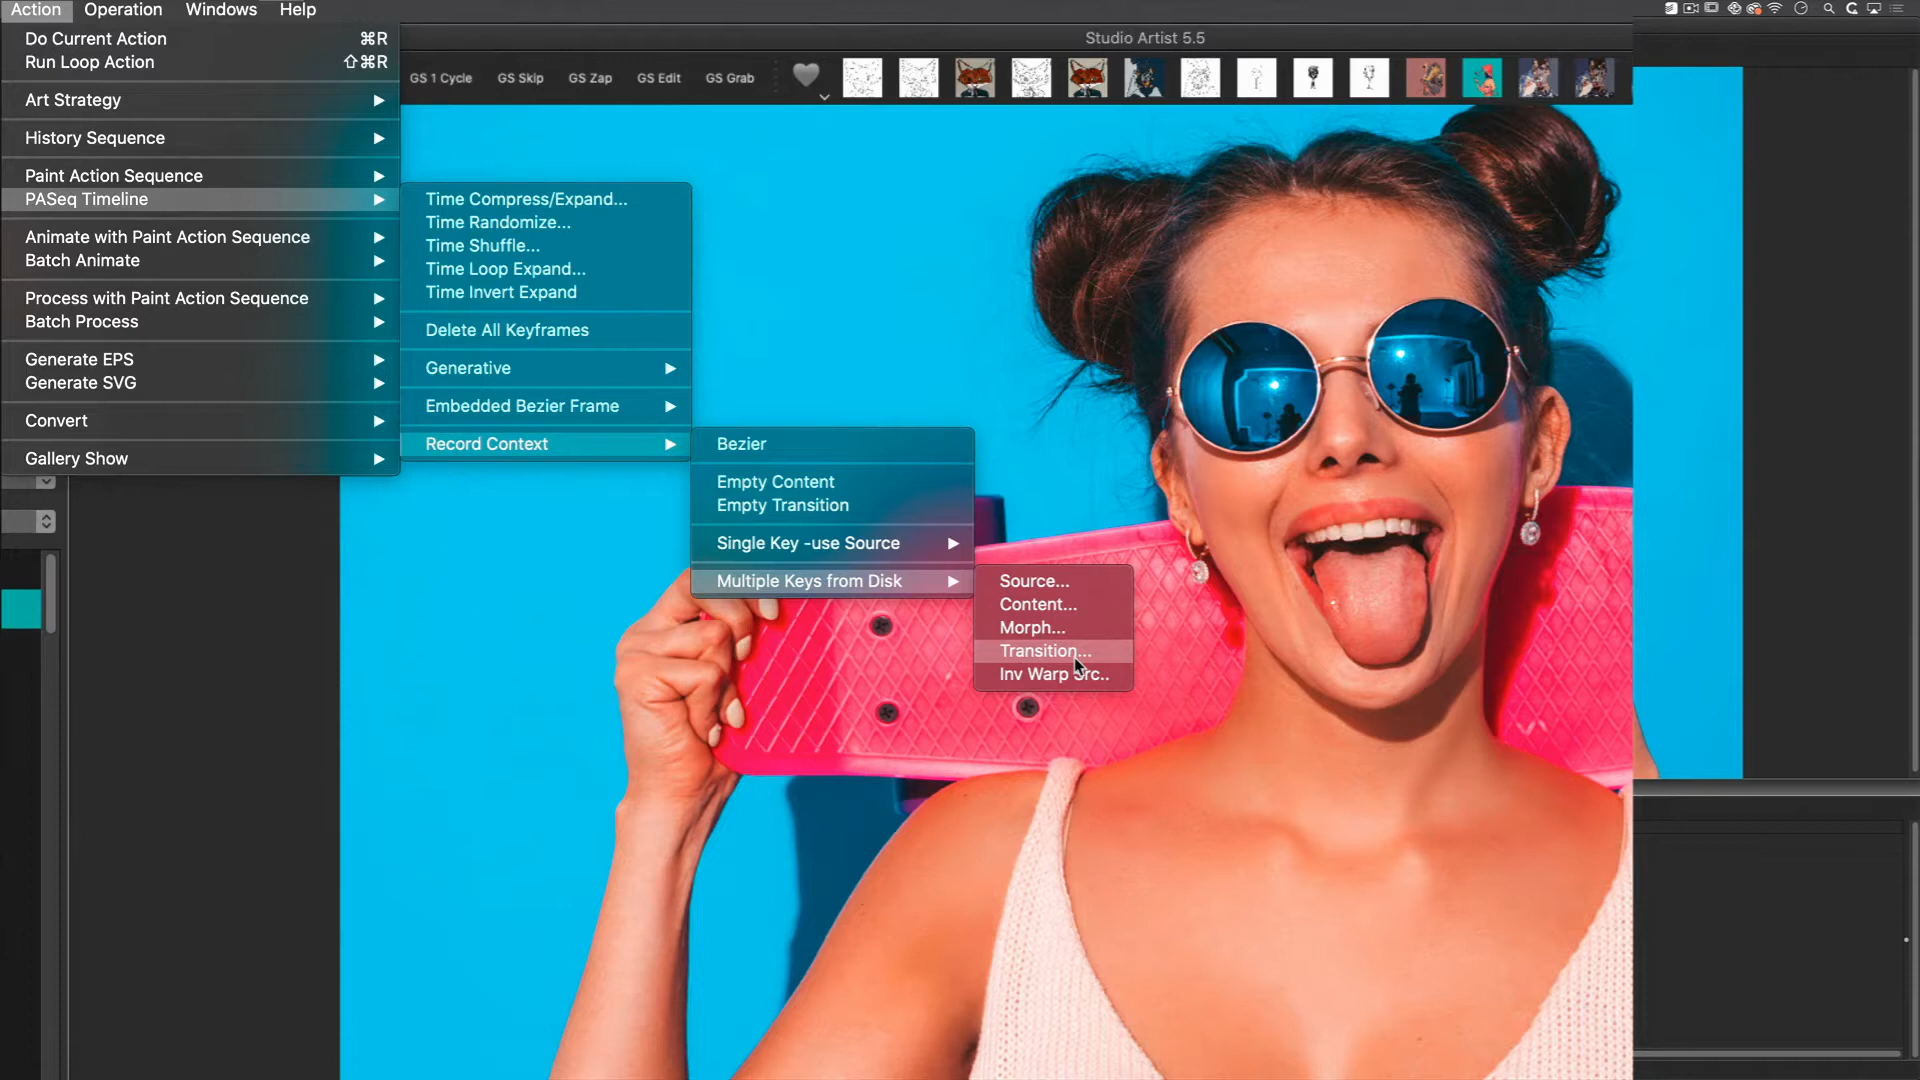 Action Operation Windows Help
Studio Artist 5.5
GS 1 Cycle GS Skip GS Zap GS Edit GS Grab
Do Current Action ⌘R
Run Loop Action ⇧⌘R
Art Strategy
History Sequence
Paint Action Sequence
PASeq Timeline
Animate with Paint Action Sequence
Batch Animate
Process with Paint Action Sequence
Batch Process
Generate EPS
Generate SVG
Convert
Gallery Show
Time Compress/Expand...
Time Randomize...
Time Shuffle...
Time Loop Expand...
Time Invert Expand
Delete All Keyframes
Generative
Embedded Bezier Frame
Record Context
Bezier
Empty Content
Empty Transition
Single Key -use Source
Multiple Keys from Disk
Source...
Content...
Morph...
Transition...
Inv Warp Src..